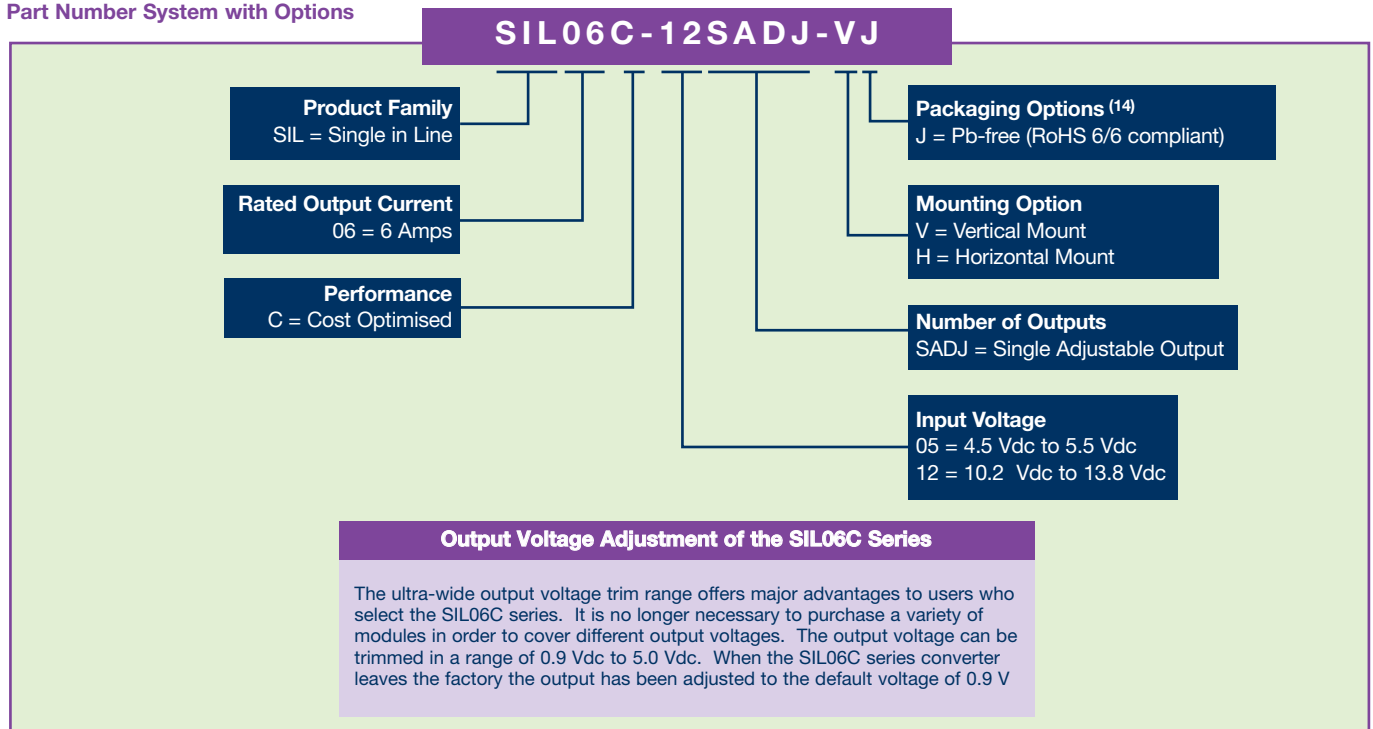 Part Number System with Options
SIL06C-12SADJ-VJ
Product Family
SIL = Single in Line
Rated Output Current
06 = 6 Amps
Performance
C = Cost Optimised
Packaging Options (14)
J = Pb-free (RoHS 6/6 compliant)
Mounting Option
V = Vertical Mount
H = Horizontal Mount
Number of Outputs
SADJ = Single Adjustable Output
Input Voltage
05 = 4.5 Vdc to 5.5 Vdc
12 = 10.2 Vdc to 13.8 Vdc
Output Voltage Adjustment of the SIL06C Series
The ultra-wide output voltage trim range offers major advantages to users who
select the SIL06C series. It is no longer necessary to purchase a variety of
modules in order to cover different output voltages. The output voltage can be
trimmed in a range of 0.9 Vdc to 5.0 Vdc. When the SIL06C series converter
leaves the factory the output has been adjusted to the default voltage of 0.9 V